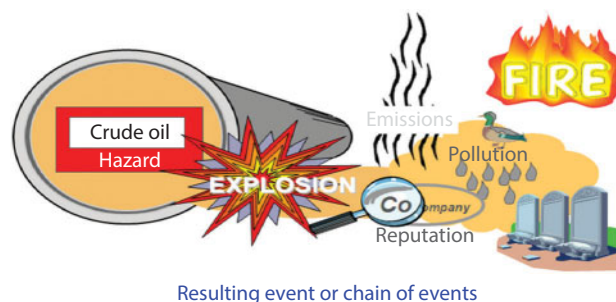 FIRE
Emissions
Crude oil
Hazard
Pollution
EXPLOSION
Company
Reputation
Resulting event or chain of events